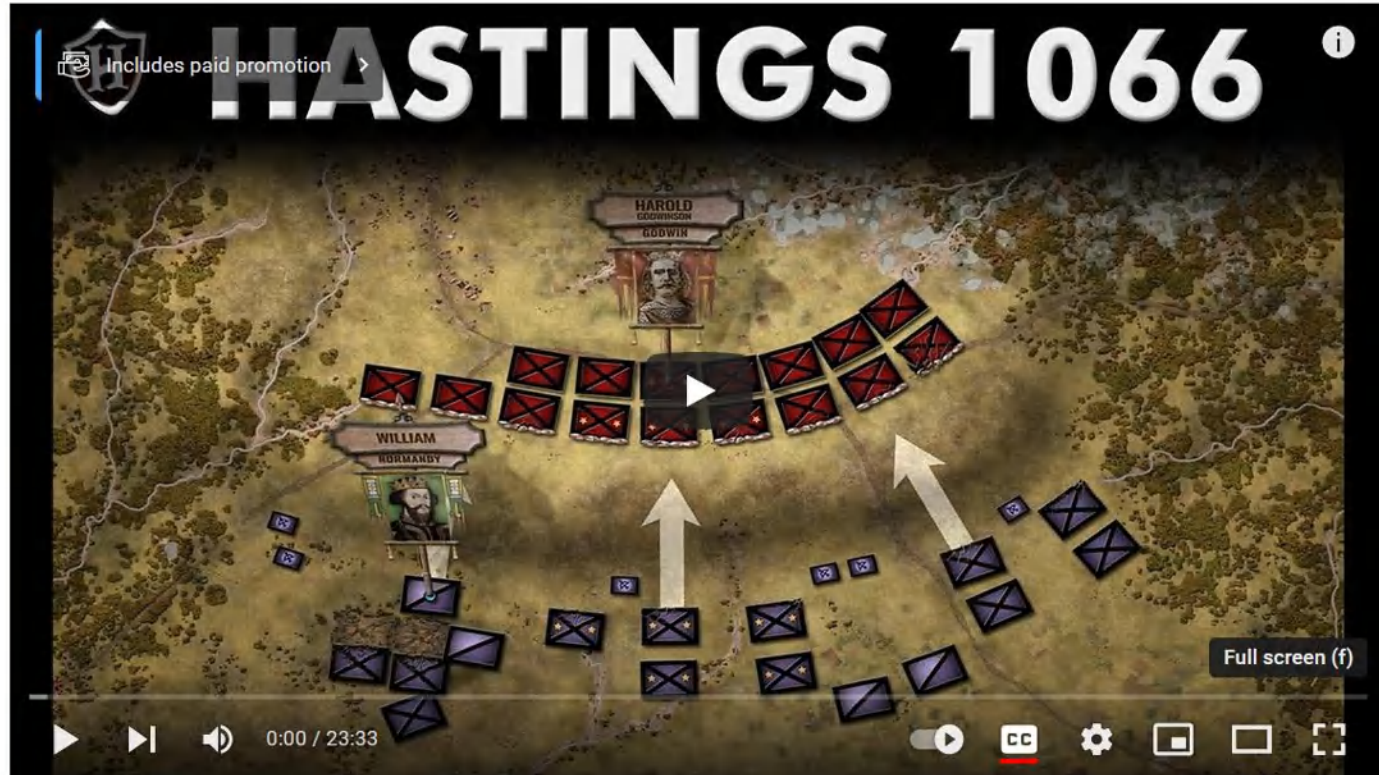 HASTINGS 1066
H
Includes paid promotion
i
HAROLD
GODWINSON
GODWIN
WILLIAM
NORMANDY
Full screen (f)
0:00 / 23:33
CC